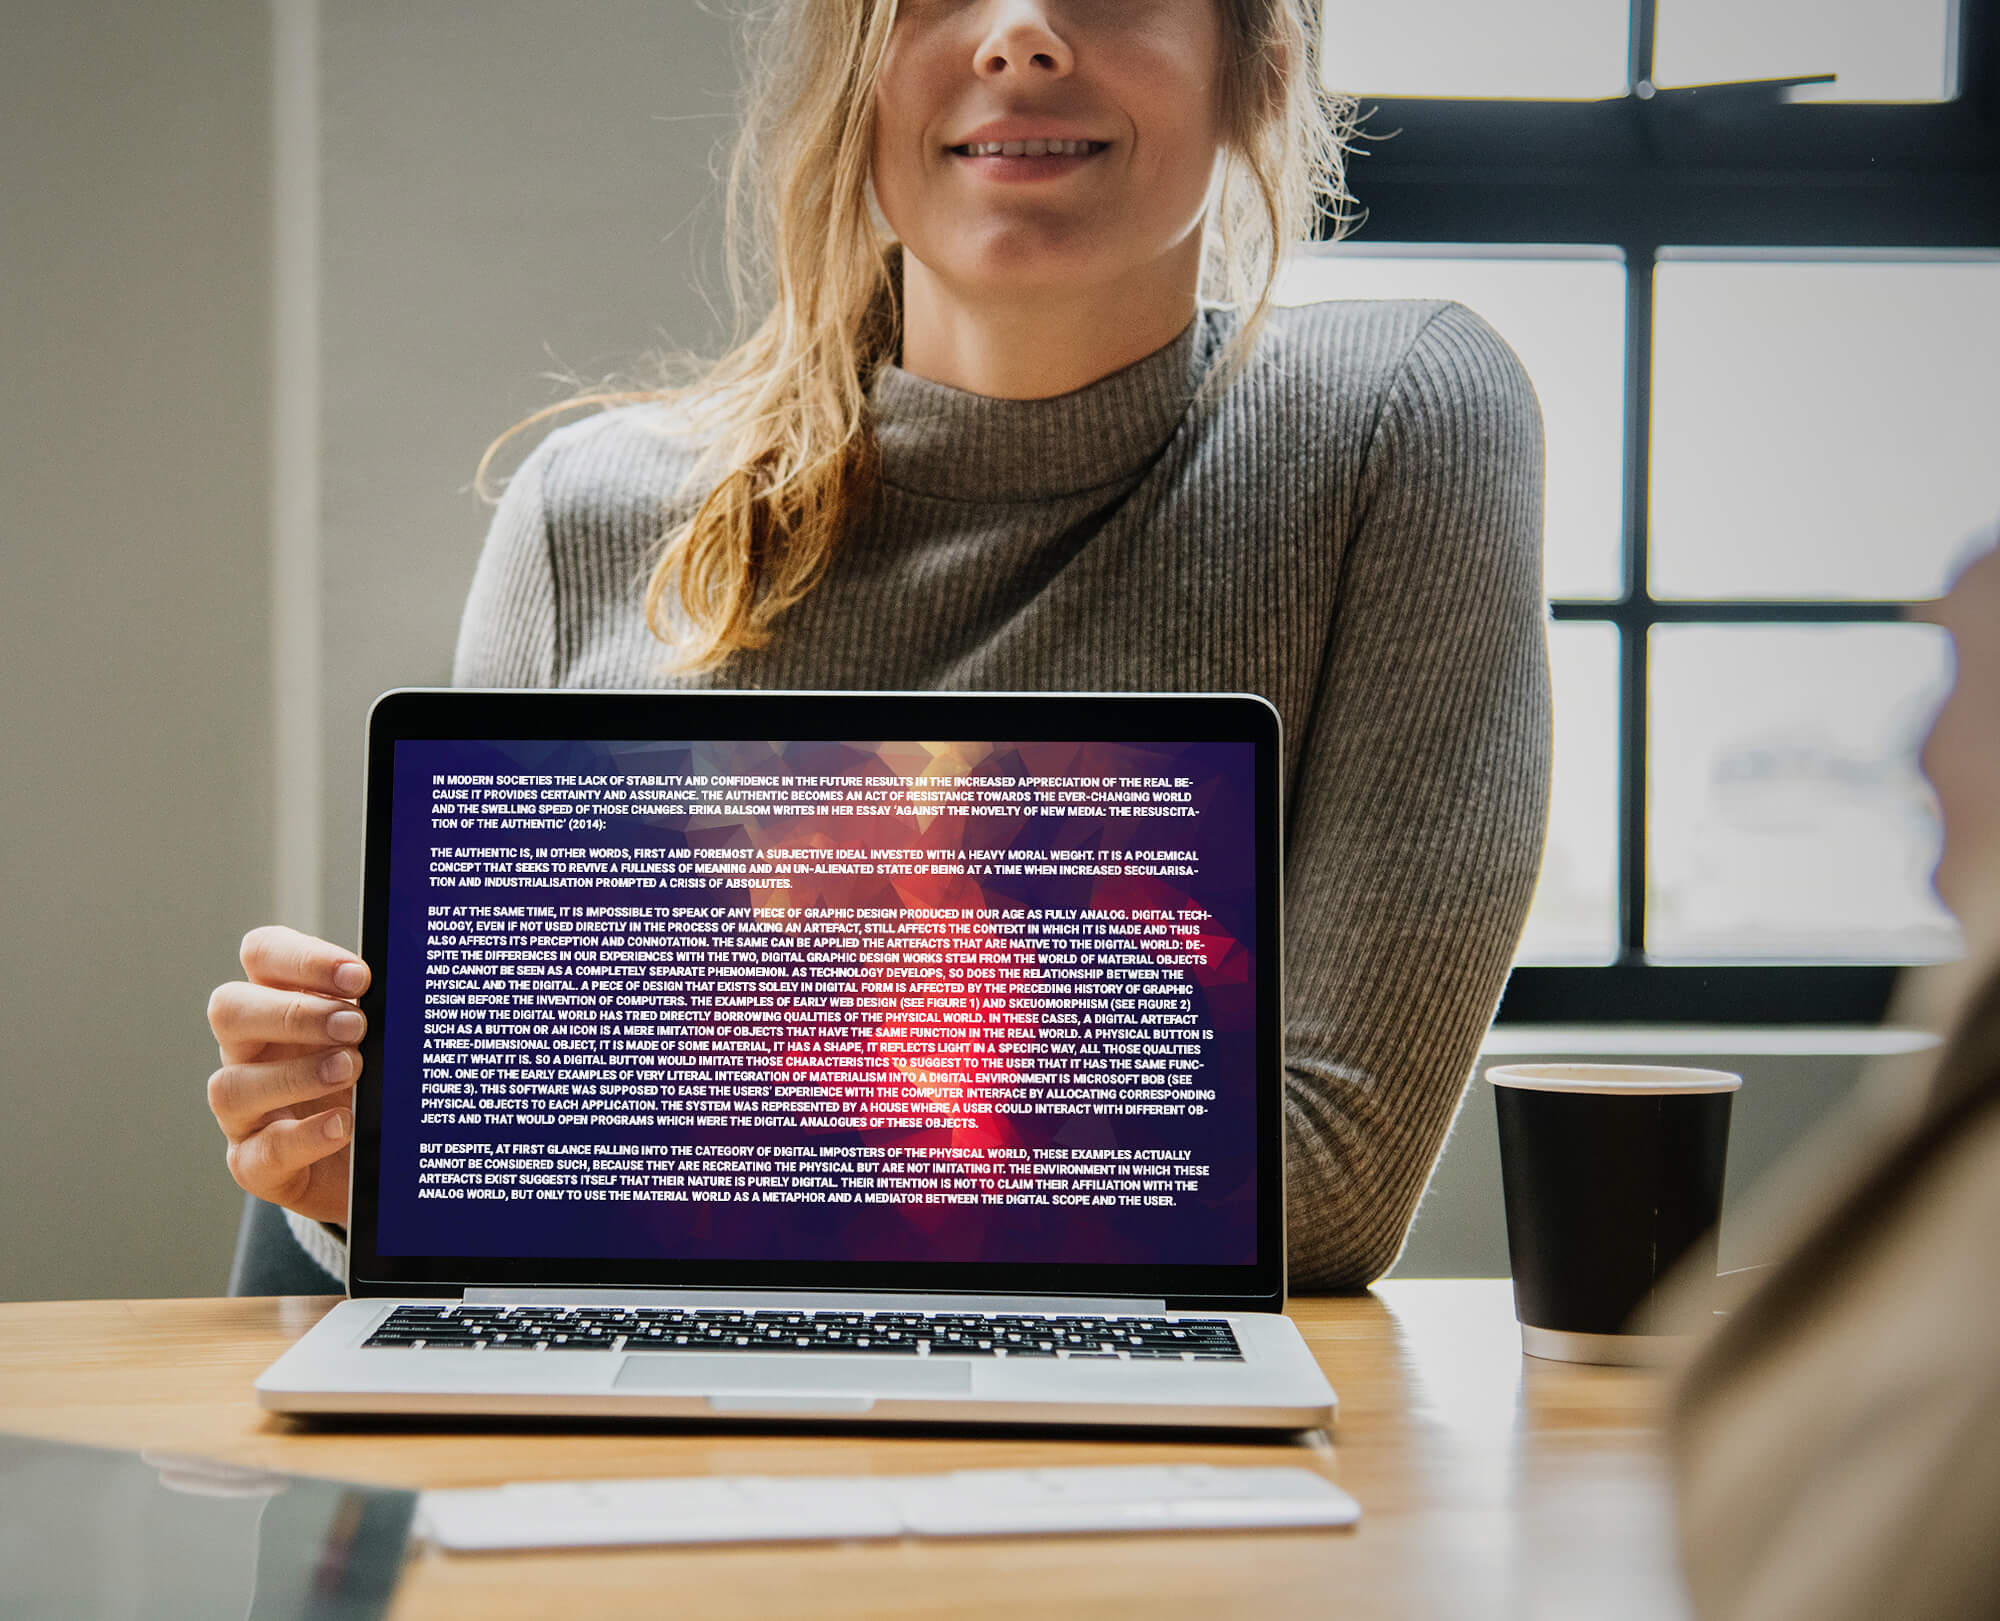 IN MODERN SOCIETIES THE LACK OF STABILITY AND CONFIDENCE IN THE FUTURE RESULTS IN THE INCREASED APPRECIATION OF THE REAL BE-
CAUSE IT PROVIDES CERTAINTY AND ASSURANCE. THE AUTHENTIC BECOMES AN ACT OF RESISTANCE TOWARDS THE EVER-CHANGING WORLD
AND THE SWELLING SPEED OF THOSE CHANGES. ERIKA BALSOM WRITES IN HER ESSAY ‘AGAINST THE NOVELTY OF NEW MEDIA: THE RESUSCITA-
TION OF THE AUTHENTIC’ (2014):
THE AUTHENTIC IS, IN OTHER WORDS, FIRST AND FOREMOST A SUBJECTIVE IDEAL INVESTED WITH A HEAVY MORAL WEIGHT. IT IS A POLEMICAL
CONCEPT THAT SEEKS TO REVIVE A FULLNESS OF MEANING AND AN UN-ALIENATED STATE OF BEING AT A TIME WHEN INCREASED SECULARISA-
TION AND INDUSTRIALISATION PROMPTED A CRISIS OF ABSOLUTES.
BUT AT THE SAME TIME, IT IS IMPOSSIBLE TO SPEAK OF ANY PIECE OF GRAPHIC DESIGN PRODUCED IN OUR AGE AS FULLY ANALOG. DIGITAL TECH-
NOLOGY, EVEN IF NOT USED DIRECTLY IN THE PROCESS OF MAKING AN ARTEFACT, STILL AFFECTS THE CONTEXT IN WHICH IT IS MADE AND THUS
ALSO AFFECTS ITS PERCEPTION AND CONNOTATION. THE SAME CAN BE APPLIED THE ARTEFACTS THAT ARE NATIVE TO THE DIGITAL WORLD: DE-
SPITE THE DIFFERENCES IN OUR EXPERIENCES WITH THE TWO, DIGITAL GRAPHIC DESIGN WORKS STEM FROM THE WORLD OF MATERIAL OBJECTS
AND CANNOT BE SEEN AS A COMPLETELY SEPARATE PHENOMENON. AS TECHNOLOGY DEVELOPS, SO DOES THE RELATIONSHIP BETWEEN THE
PHYSICAL AND THE DIGITAL. A PIECE OF DESIGN THAT EXISTS SOLELY IN DIGITAL FORM IS AFFECTED BY THE PRECEDING HISTORY OF GRAPHIC
DESIGN BEFORE THE INVENTION OF COMPUTERS. THE EXAMPLES OF EARLY WEB DESIGN (SEE FIGURE 1) AND SKEUOMORPHISM (SEE FIGURE 2)
SHOW HOW THE DIGITAL WORLD HAS TRIED DIRECTLY BORROWING QUALITIES OF THE PHYSICAL WORLD. IN THESE CASES, A DIGITAL ARTEFACT
SUCH AS A BUTTON OR AN ICON IS A MERE IMITATION OF OBJECTS THAT HAVE THE SAME FUNCTION IN THE REAL WORLD. A PHYSICAL BUTTON IS
A THREE-DIMENSIONAL OBJECT, IT IS MADE OF SOME MATERIAL, IT HAS A SHAPE, IT REFLECTS LIGHT IN A SPECIFIC WAY, ALL THOSE QUALITIES
MAKE IT WHAT IT IS. SO A DIGITAL BUTTON WOULD IMITATE THOSE CHARACTERISTICS TO SUGGEST TO THE USER THAT IT HAS THE SAME FUNC-
TION. ONE OF THE EARLY EXAMPLES OF VERY LITERAL INTEGRATION OF MATERIALISM INTO A DIGITAL ENVIRONMENT IS MICROSOFT BOB (SEE
FIGURE 3). THIS SOFTWARE WAS SUPPOSED TO EASE THE USERS’ EXPERIENCE WITH THE COMPUTER INTERFACE BY ALLOCATING CORRESPONDING
PHYSICAL OBJECTS TO EACH APPLICATION. THE SYSTEM WAS REPRESENTED BY A HOUSE WHERE A USER COULD INTERACT WITH DIFFERENT OB-
JECTS AND THAT WOULD OPEN PROGRAMS WHICH WERE THE DIGITAL ANALOGUES OF THESE OBJECTS.
BUT DESPITE, AT FIRST GLANCE FALLING INTO THE CATEGORY OF DIGITAL IMPOSTERS OF THE PHYSICAL WORLD, THESE EXAMPLES ACTUALLY
CANNOT BE CONSIDERED SUCH, BECAUSE THEY ARE RECREATING THE PHYSICAL BUT ARE NOT IMITATING IT. THE ENVIRONMENT IN WHICH THESE
ARTEFACTS EXIST SUGGESTS ITSELF THAT THEIR NATURE IS PURELY DIGITAL. THEIR INTENTION IS NOT TO CLAIM THEIR AFFILIATION WITH THE
ANALOG WORLD, BUT ONLY TO USE THE MATERIAL WORLD AS A METAPHOR AND A MEDIATOR BETWEEN THE DIGITAL SCOPE AND THE USER.